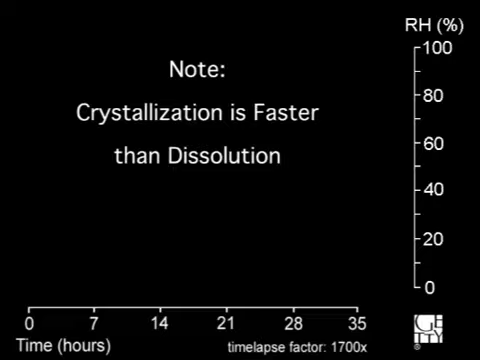 RH (%)
Note:
Crystallization is Faster
than Dissolution
100
80
60
40
20
0
0 7 14 21 28 35
Time (hours)
timelapse factor: 1700x
GETTY
®